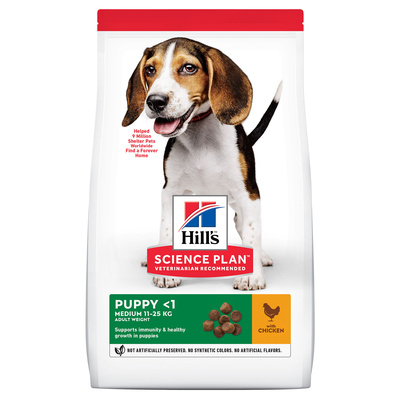 Helped
9 Million
Shelter Pets
Worldwide
Find a Forever
Home
Hill's
SCIENCE PLAN™
VETERINARIAN RECOMMENDED
PUPPY <1
MEDIUM 11-25 KG
ADULT WEIGHT
Supports immunity & healthy
growth in puppies
with
CHICKEN
NOT ARTIFICIALLY PRESERVED. NO SYNTHETIC COLORS. NO ARTIFICIAL FLAVORS.